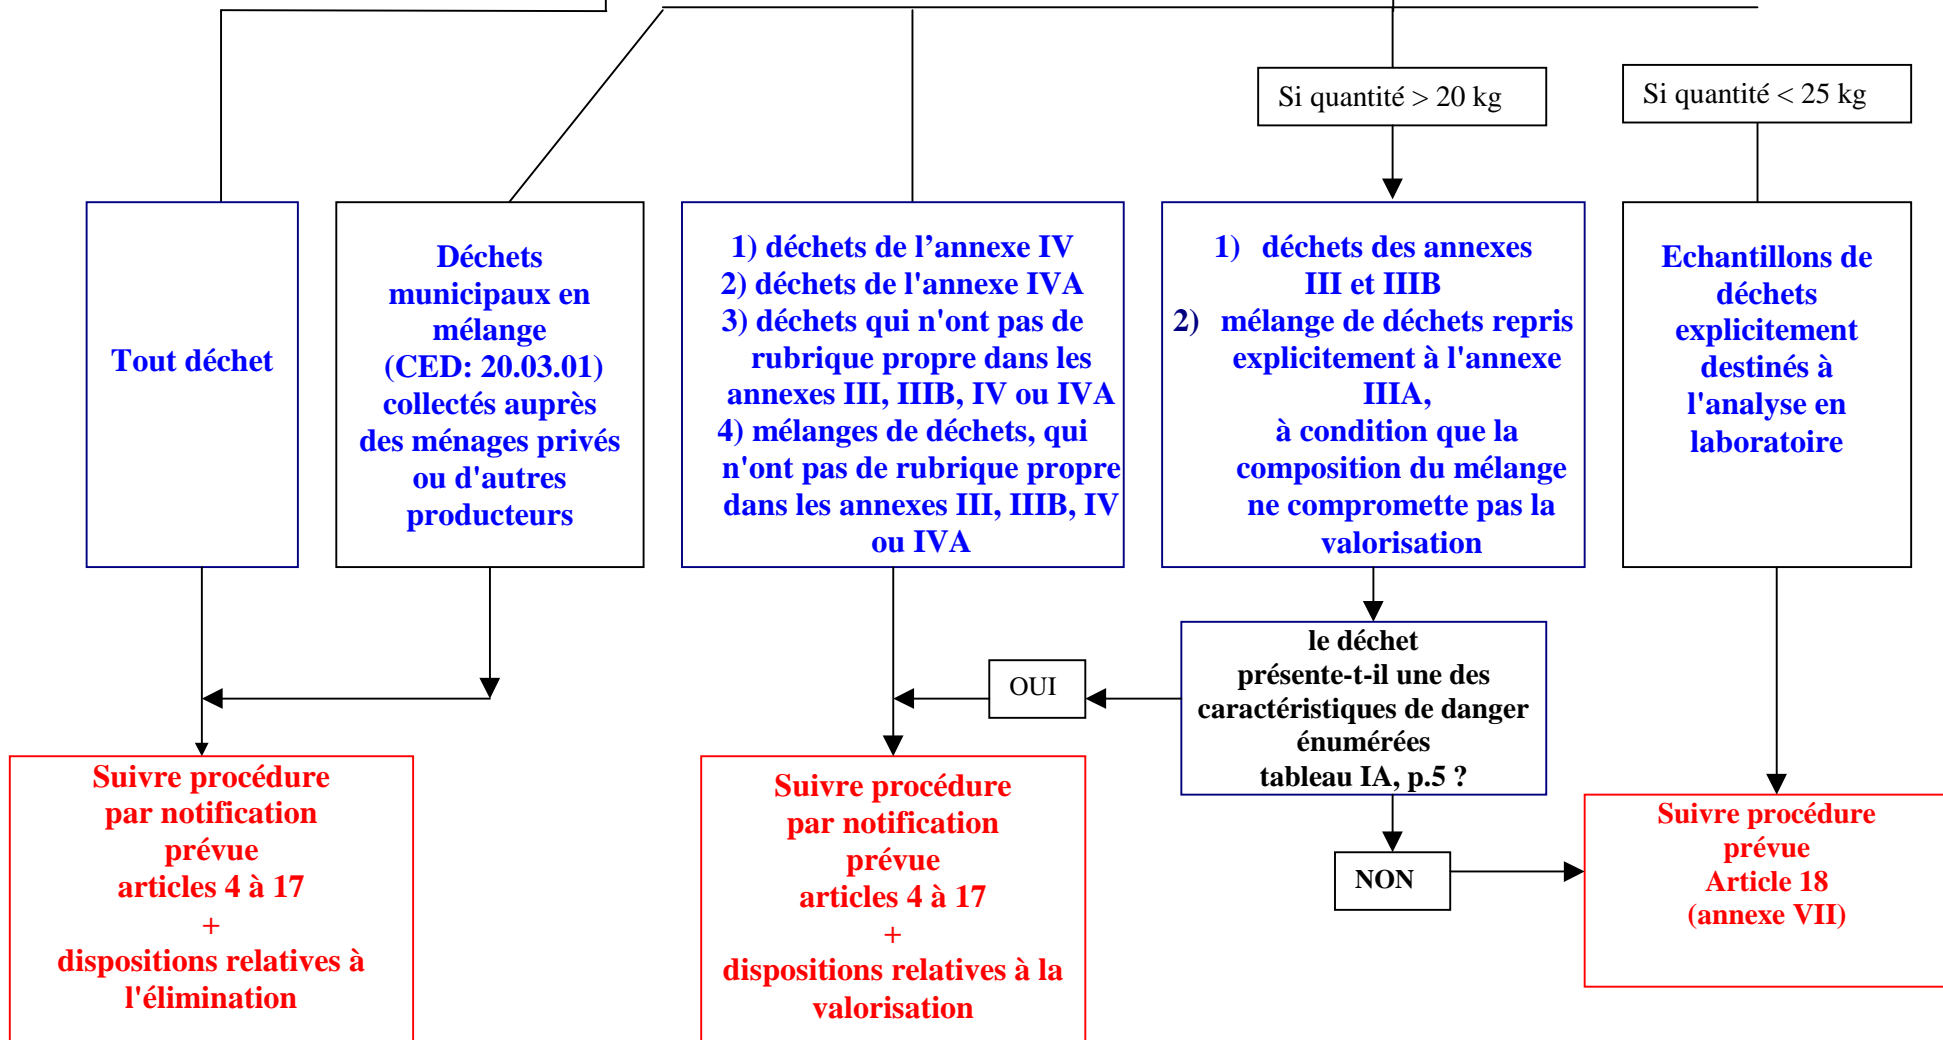 Si quantité > 20 kg
Si quantité < 25 kg
Tout déchet
Déchets
municipaux en
mélange
(CED: 20.03.01)
collectés auprès
des ménages privés
ou d'autres
producteurs
1) déchets de l’annexe IV
2) déchets de l'annexe IVA
3) déchets qui n'ont pas de
rubrique propre dans les
annexes III, IIIB, IV ou IVA
4) mélanges de déchets, qui
n'ont pas de rubrique propre
dans les annexes III, IIIB, IV
ou IVA
1) déchets des annexes
III et IIIB
2) mélange de déchets repris
explicitement à l'annexe
IIIA,
à condition que la
composition du mélange
ne compromette pas la
valorisation
Echantillons de
déchets
explicitement
destinés à
l'analyse en
laboratoire
le déchet
présente-t-il une des
caractéristiques de danger
énumérées
tableau IA, p.5 ?
OUI
NON
Suivre procédure
par notification
prévue
articles 4 à 17
+
dispositions relatives à
l'élimination
Suivre procédure
par notification
prévue
articles 4 à 17
+
dispositions relatives à la
valorisation
Suivre procédure
prévue
Article 18
(annexe VII)